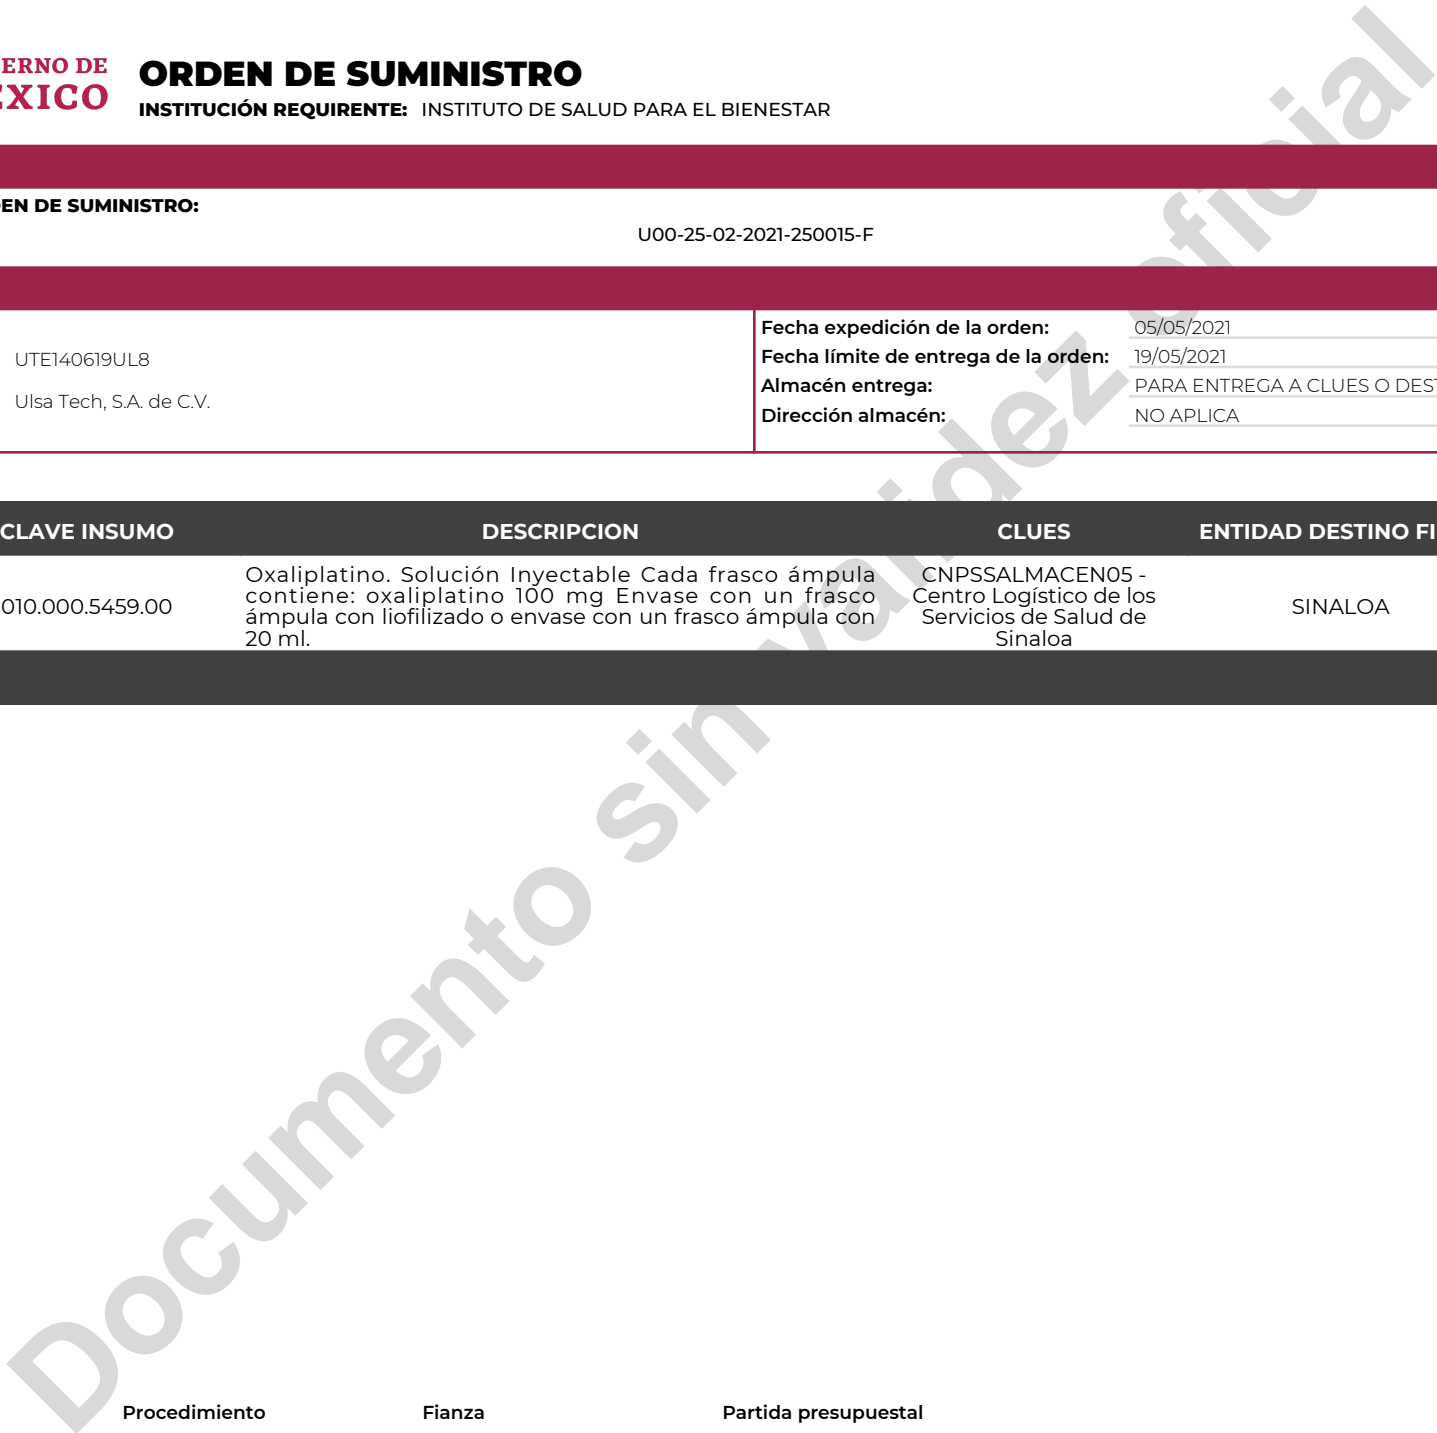 ERNO DE
EXICO
ORDEN DE SUMINISTRO
INSTITUCIÓN REQUIRENTE: INSTITUTO DE SALUD PARA EL BIENESTAR
EN DE SUMINISTRO:
U00-25-02-2021-250015-F
UTE140619UL8
Ulsa Tech, S.A. de C.V.
Fecha expedición de la orden: 05/05/2021
Fecha límite de entrega de la orden: 19/05/2021
Almacén entrega: PARA ENTREGA A CLUES O DEST
Dirección almacén: NO APLICA
CLAVE INSUMO DESCRIPCION CLUES ENTIDAD DESTINO FI
010.000.5459.00
Oxaliplatino. Solución Inyectable Cada frasco ámpula
contiene: oxaliplatino 100 mg Envase con un frasco
ámpula con liofilizado o envase con un frasco ámpula con
20 ml.
CNPSSALMACEN05 -
Centro Logístico de los
Servicios de Salud de
Sinaloa
SINALOA
Documento sin validez oficial
Procedimiento Fianza Partida presupuestal